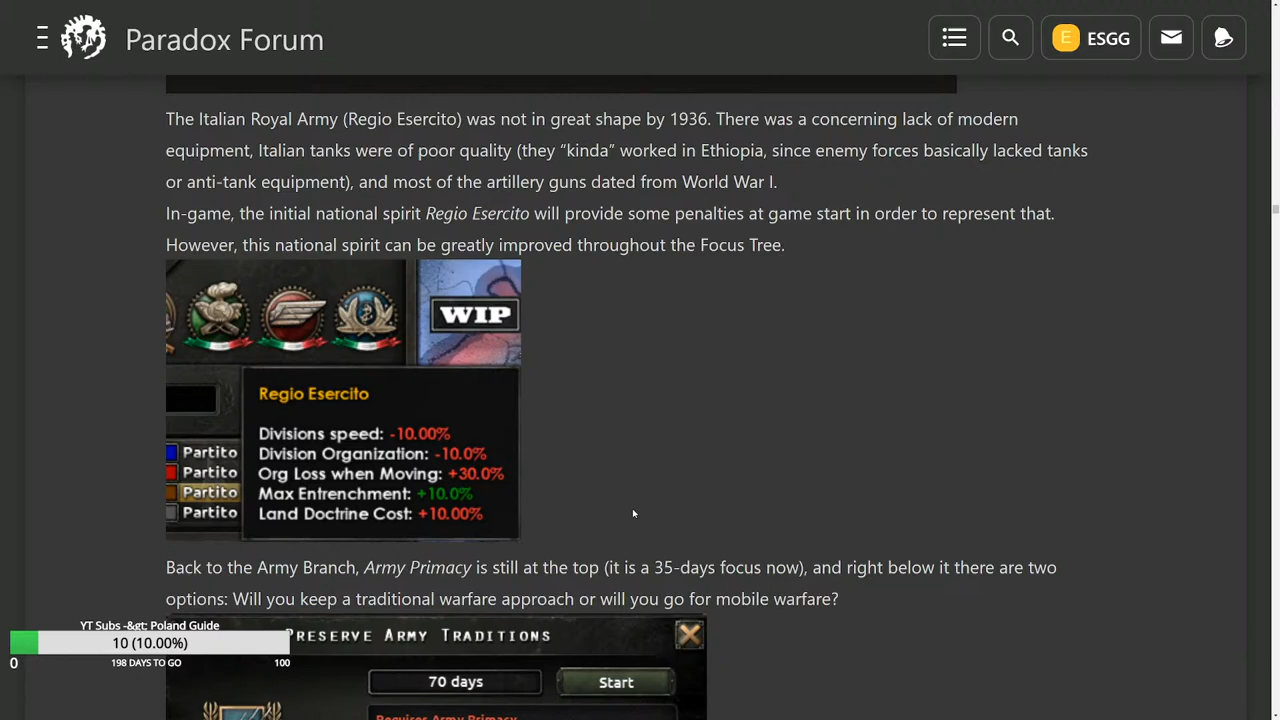 Paradox Forum
E ESGG
The Italian Royal Army (Regio Esercito) was not in great shape by 1936. There was a concerning lack of modern
equipment, Italian tanks were of poor quality (they “kinda” worked in Ethiopia, since enemy forces basically lacked tanks
or anti-tank equipment), and most of the artillery guns dated from World War I.
In-game, the initial national spirit Regio Esercito will provide some penalties at game start in order to represent that.
However, this national spirit can be greatly improved throughout the Focus Tree.
WIP
Regio Esercito
Divisions speed: -10.00%
Division Organization: -10.0%
Org Loss when Moving: +30.0%
Max Entrenchment: +10.0%
Land Doctrine Cost: +10.00%
Partito
Partito
Partito
Partito
Back to the Army Branch, Army Primacy is still at the top (it is a 35-days focus now), and right below it there are two
options: Will you keep a traditional warfare approach or will you go for mobile warfare?
YT Subs -&gt; Poland Guide
10 (10.00%)
0 198 DAYS TO GO 100
PRESERVE ARMY TRADITIONS
70 days
Start
Requires Army Primacy